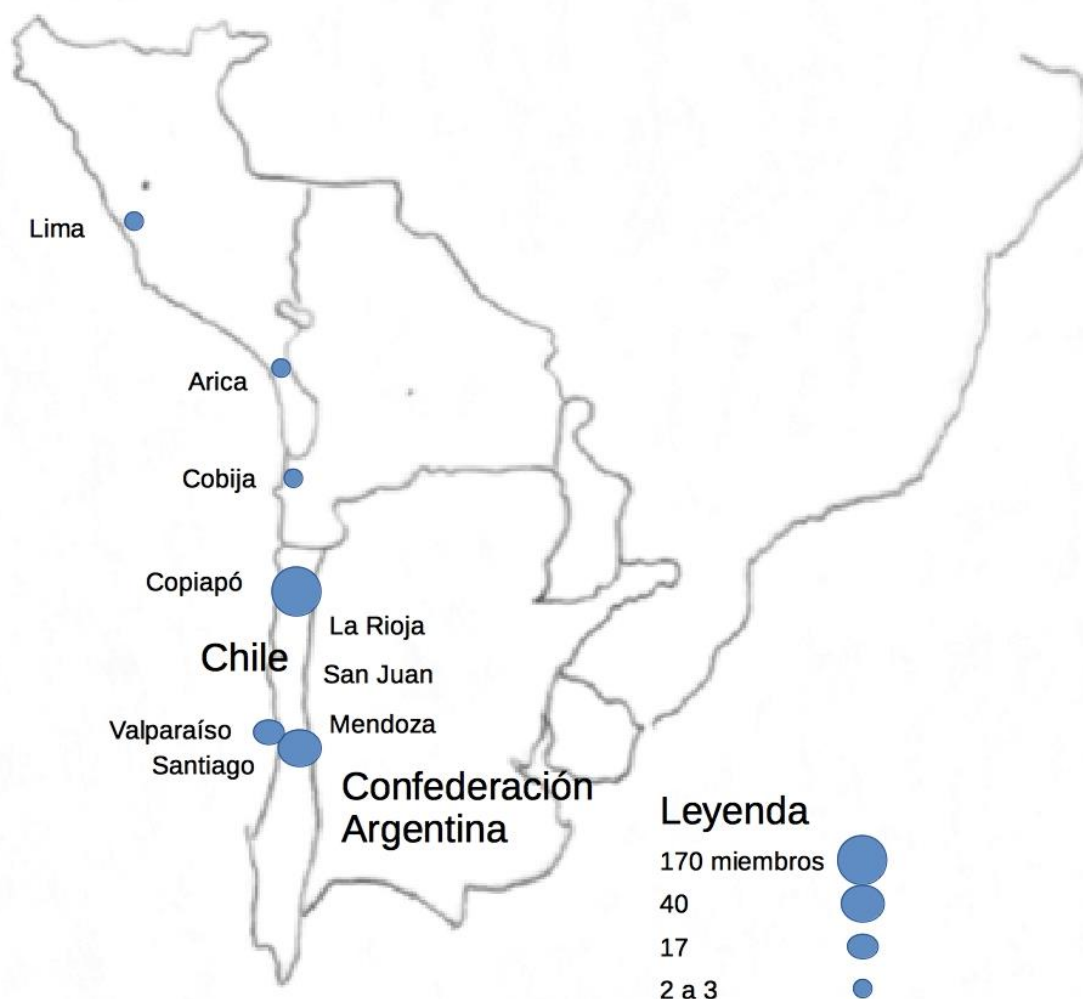 Lima
Arica
Cobija
Copiapó
La Rioja
Chile
San Juan
Mendoza
Valparaíso
Santiago
Confederación
Argentina
Leyenda
170 miembros
40
17
2 a 3